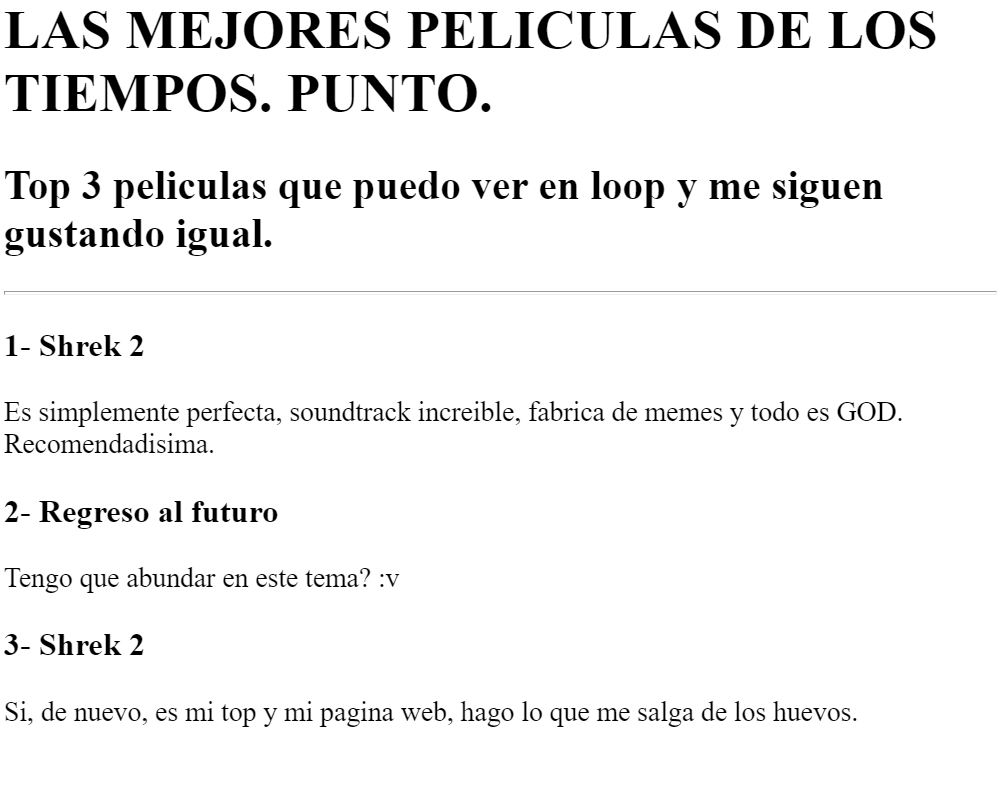 LAS MEJORES PELICULAS DE LOS
TIEMPOS. PUNTO.
Top 3 peliculas que puedo ver en loop y me siguen
gustando igual.
1- Shrek 2
Es simplemente perfecta, soundtrack increible, fabrica de memes y todo es GOD.
Recomendadisima.
2- Regreso al futuro
Tengo que abundar en este tema? :v
3- Shrek 2
Si, de nuevo, es mi top y mi pagina web, hago lo que me salga de los huevos.